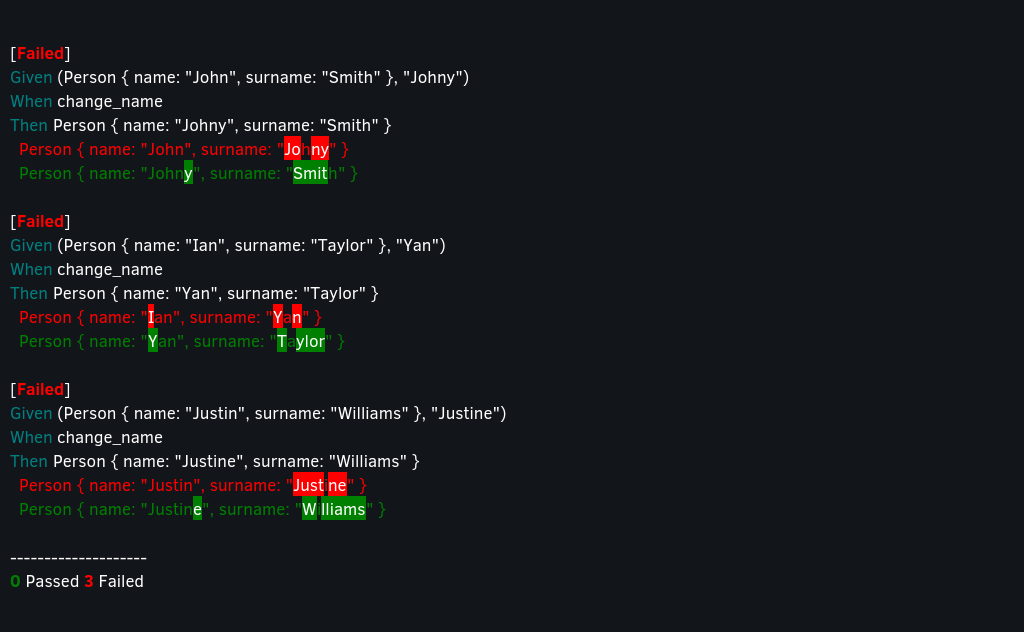 [Failed]
Given (Person { name: "John", surname: "Smith" }, "Johny")
When change_name
Then Person { name: "Johny", surname: "Smith" }
Person { name: "John", surname: "Johny" }
Person { name: "Johny", surname: "Smith" }
[Failed]
Given (Person { name: "Ian", surname: "Taylor" }, "Yan")
When change_name
Then Person { name: "Yan", surname: "Taylor" }
Person { name: "Ian", surname: "Yan" }
Person { name: "Yan", surname: "Taylor" }
[Failed]
Given (Person { name: "Justin", surname: "Williams" }, "Justine")
When change_name
Then Person { name: "Justine", surname: "Williams" }
Person { name: "Justin", surname: "Justine" }
Person { name: "Justine", surname: "Williams" }
--------------------
0 Passed 3 Failed